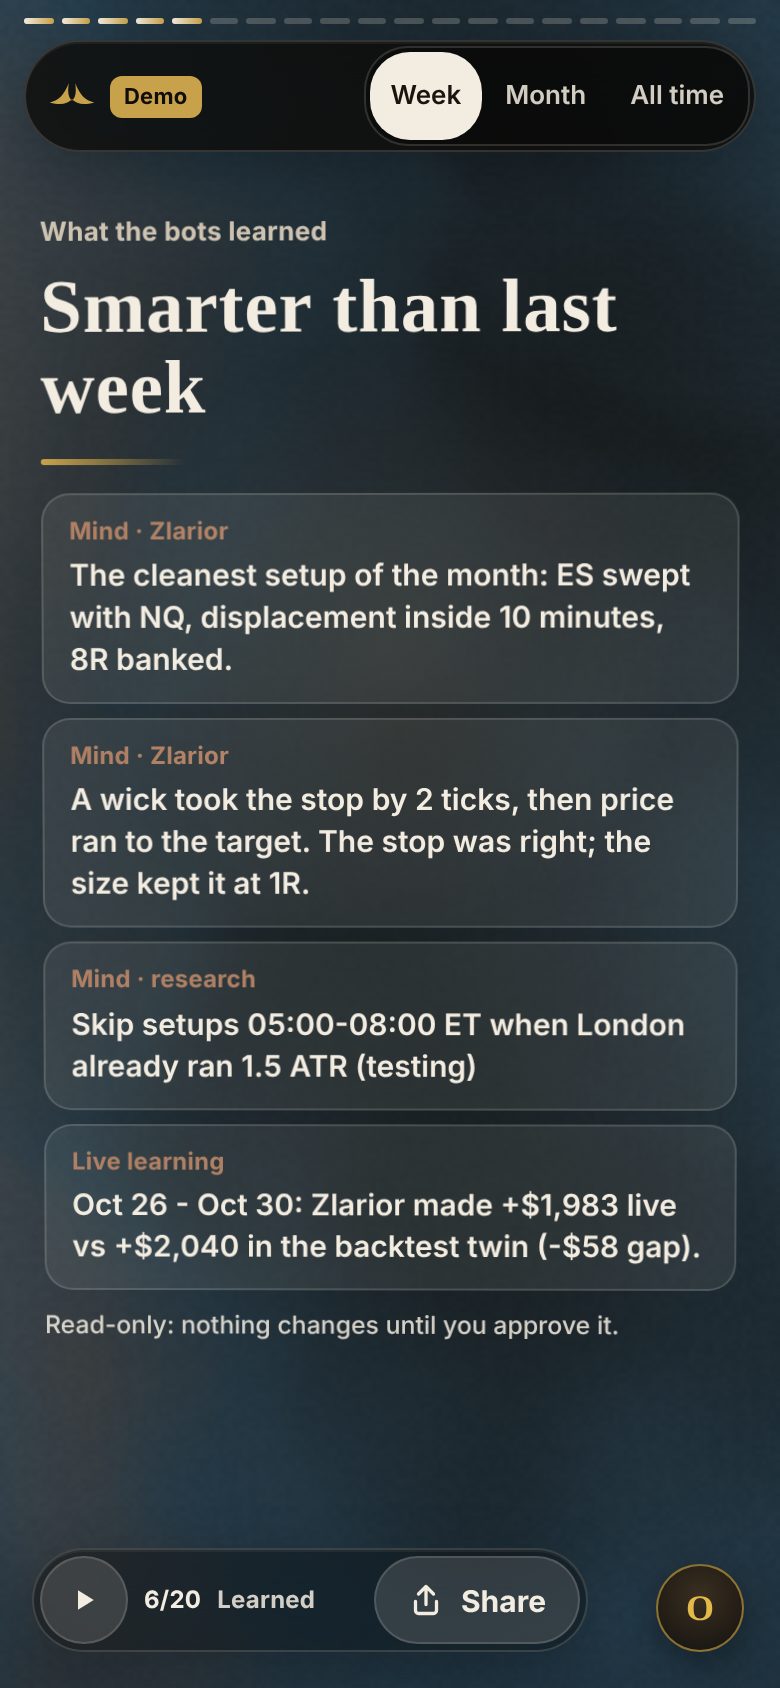 Demo
Week
Month
All time
What the bots learned
Smarter than last
week
Mind · Zlarior
The cleanest setup of the month: ES swept
with NQ, displacement inside 10 minutes,
8R banked.
Mind · Zlarior
A wick took the stop by 2 ticks, then price
ran to the target. The stop was right; the
size kept it at 1R.
Mind · research
Skip setups 05:00-08:00 ET when London
already ran 1.5 ATR (testing)
Live learning
Oct 26 - Oct 30: Zlarior made +$1,983 live
vs +$2,040 in the backtest twin (-$58 gap).
Read-only: nothing changes until you approve it.
6/20 Learned
Share
O